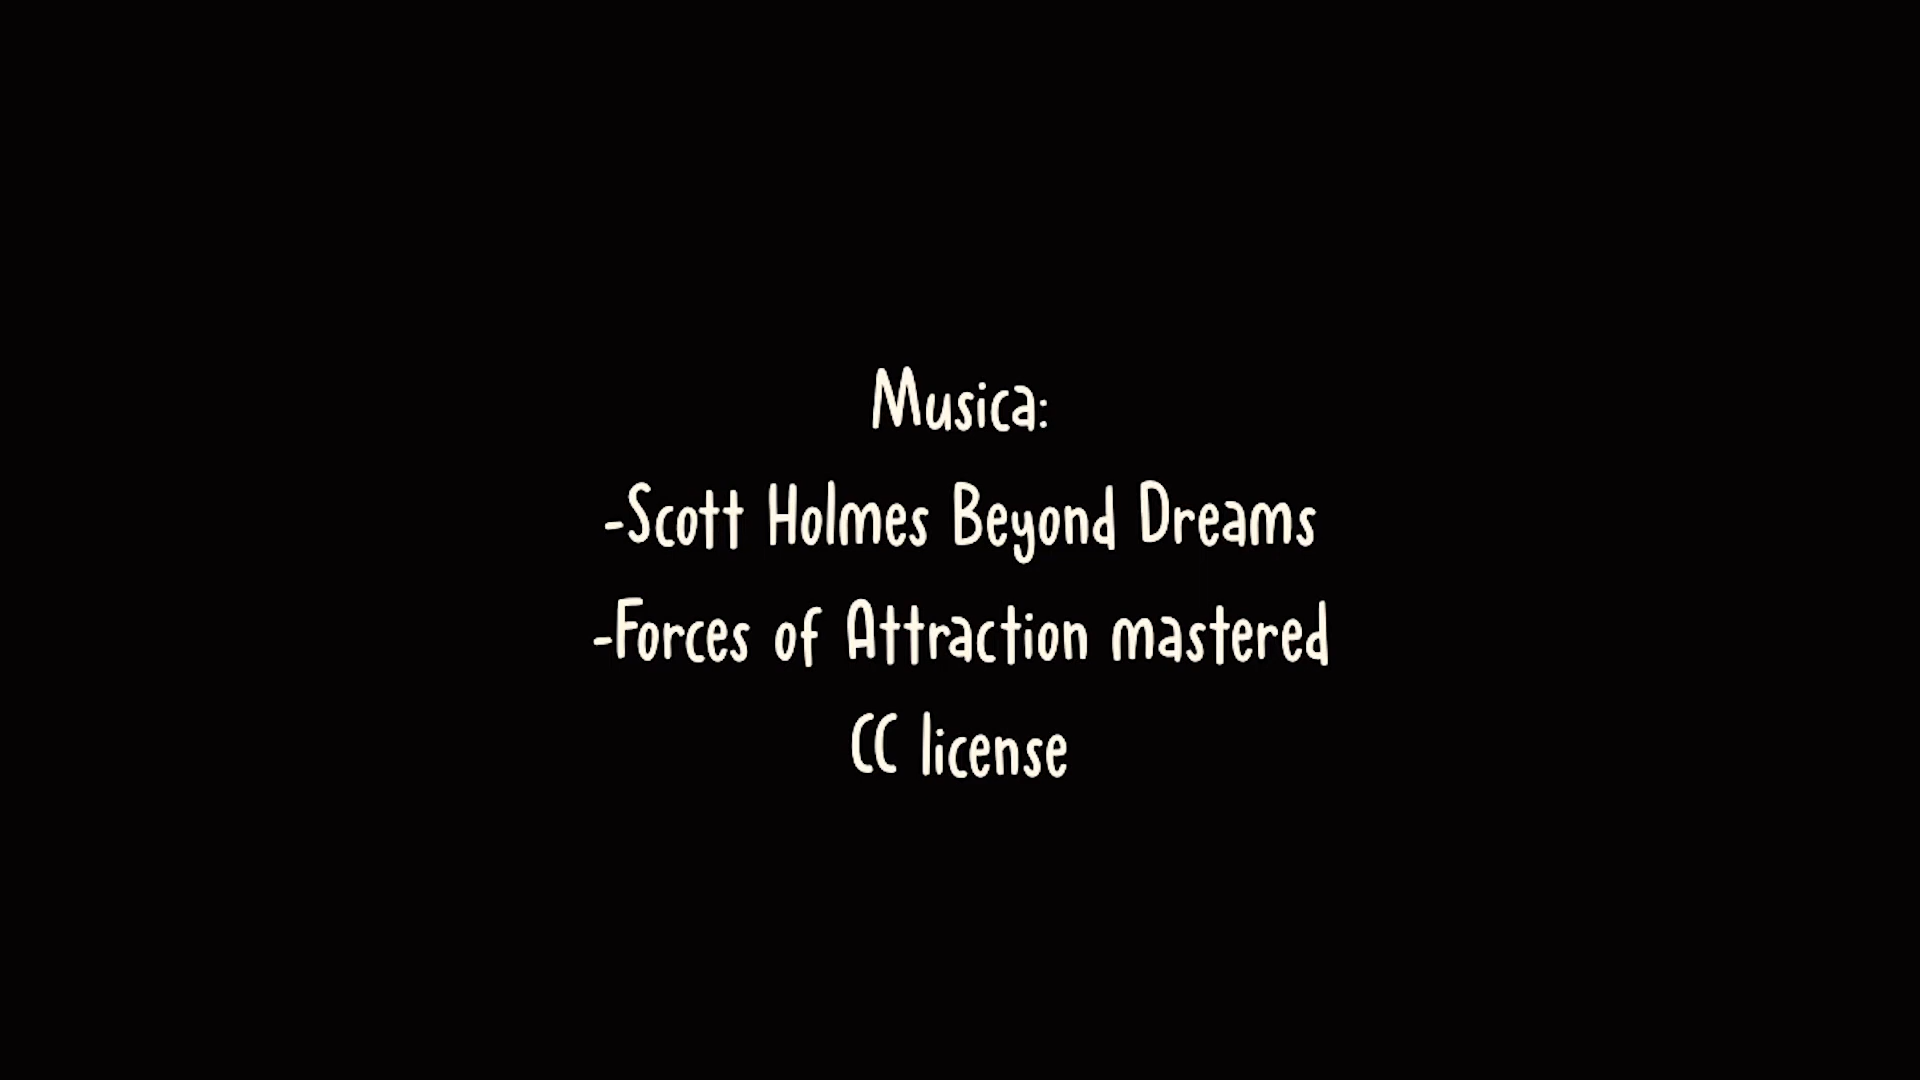 Musica:
-Scott Holmes Beyond Dreams
-Forces of Attraction mastered
CC license